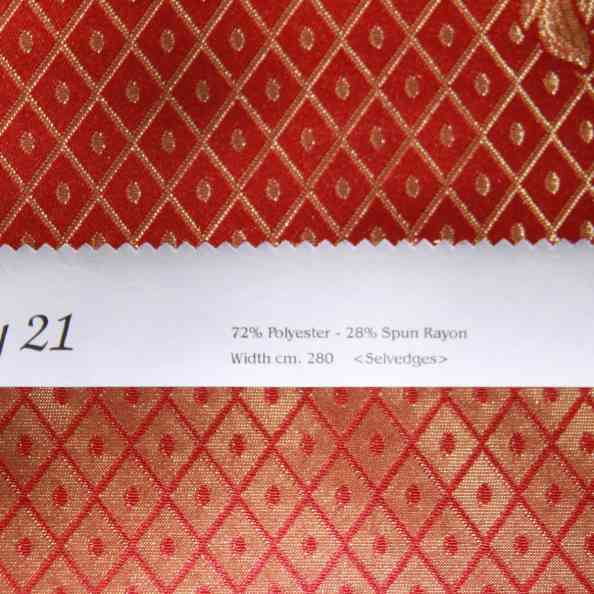 21
72% Polyester - 28% Spun Rayon
Width cm. 280 <Selvedges>